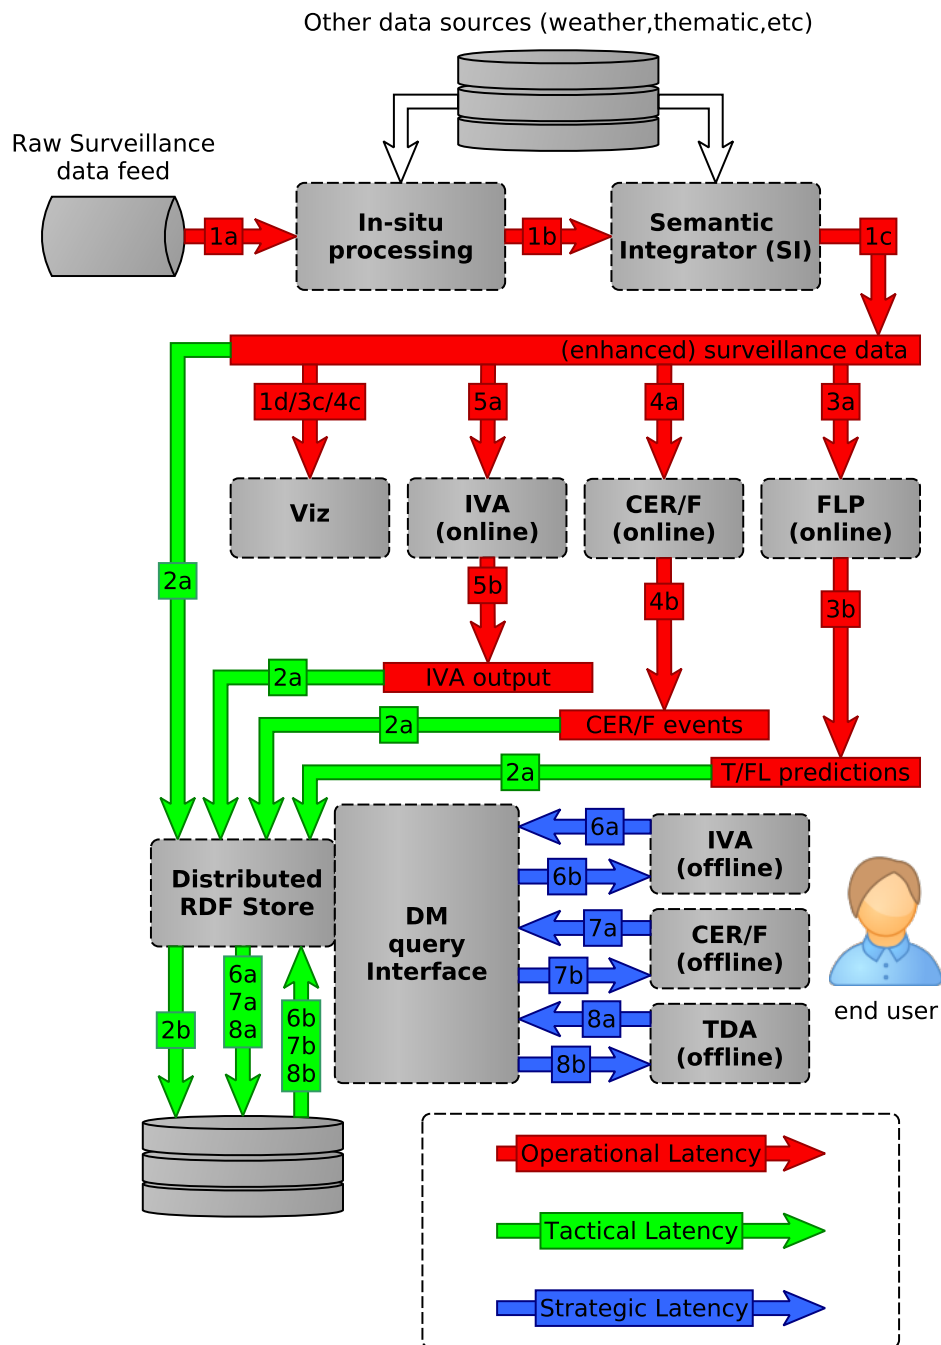 Other data sources (weather,thematic,etc)
Raw Surveillance
data feed
1a
In-situ
processing
1b
Semantic
Integrator (SI)
1c
(enhanced) surveillance data
1d/3c/4c
5a
4a
3a
Viz
IVA
(online)
CER/F
(online)
FLP
(online)
2a
5b
4b
3b
2a
IVA output
2a
CER/F events
2a
T/FL predictions
Distributed
RDF Store
DM
query
Interface
6a
6b
IVA
(offline)
7a
7b
CER/F
(offline)
8a
8b
TDA
(offline)
end user
2b
6a
7a
8a
6b
7b
8b
Operational Latency
Tactical Latency
Strategic Latency